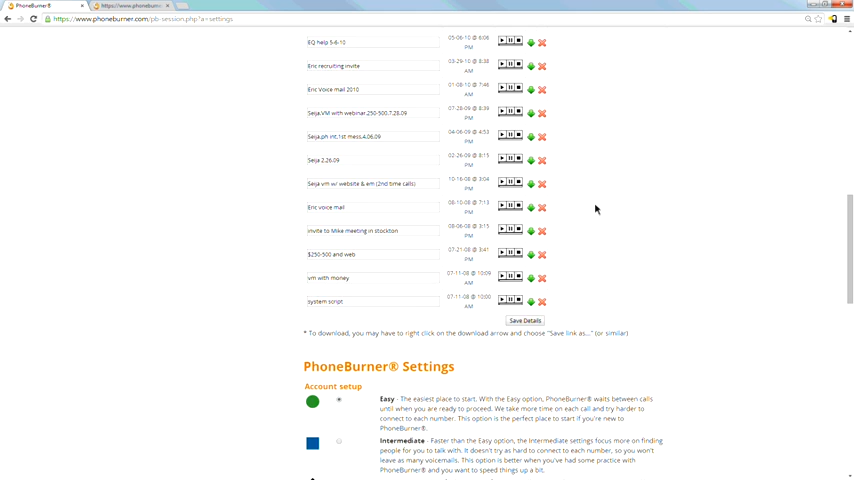 PhoneBurner®
https://www.phoneburn
https://www.phoneburner.com/pb-session.php?a=settings
EQ help 5-6-10
05-06-10 @ 6:06 PM
Eric recruiting invite
03-29-10 @ 8:38 AM
Eric Voice mail 2010
01-08-10 @ 7:46 AM
Seija,VM with webinar,250-500,7.28.09
07-28-09 @ 8:39 PM
Seija,ph int,1st mess,4.06.09
04-06-09 @ 4:53 PM
Seija 2.26.09
02-26-09 @ 8:15 PM
Seija vm w/ website & em (2nd time calls)
10-16-08 @ 3:04 PM
Eric voice mail
08-10-08 @ 7:13 PM
invite to Mike meeting in stockton
08-06-08 @ 3:15 PM
$250-500 and web
07-21-08 @ 3:41 PM
vm with money
07-11-08 @ 10:09 AM
system script
07-11-08 @ 10:00 AM
Save Details
* To download, you may have to right click on the download arrow and choose "Save link as..." (or similar)
PhoneBurner® Settings
Account setup
Easy - The easiest place to start. With the Easy option, PhoneBurner® waits between calls
until when you are ready to proceed. We take more time on each call and try harder to
connect to each number. This option is the perfect place to start if you're new to
PhoneBurner®.
Intermediate - Faster than the Easy option, the Intermediate settings focus more on finding
people for you to talk with. It doesn't try as hard to connect to each number, so you won't
leave as many voicemails. This option is better when you've had some practice with
PhoneBurner® and you want to speed things up a bit.